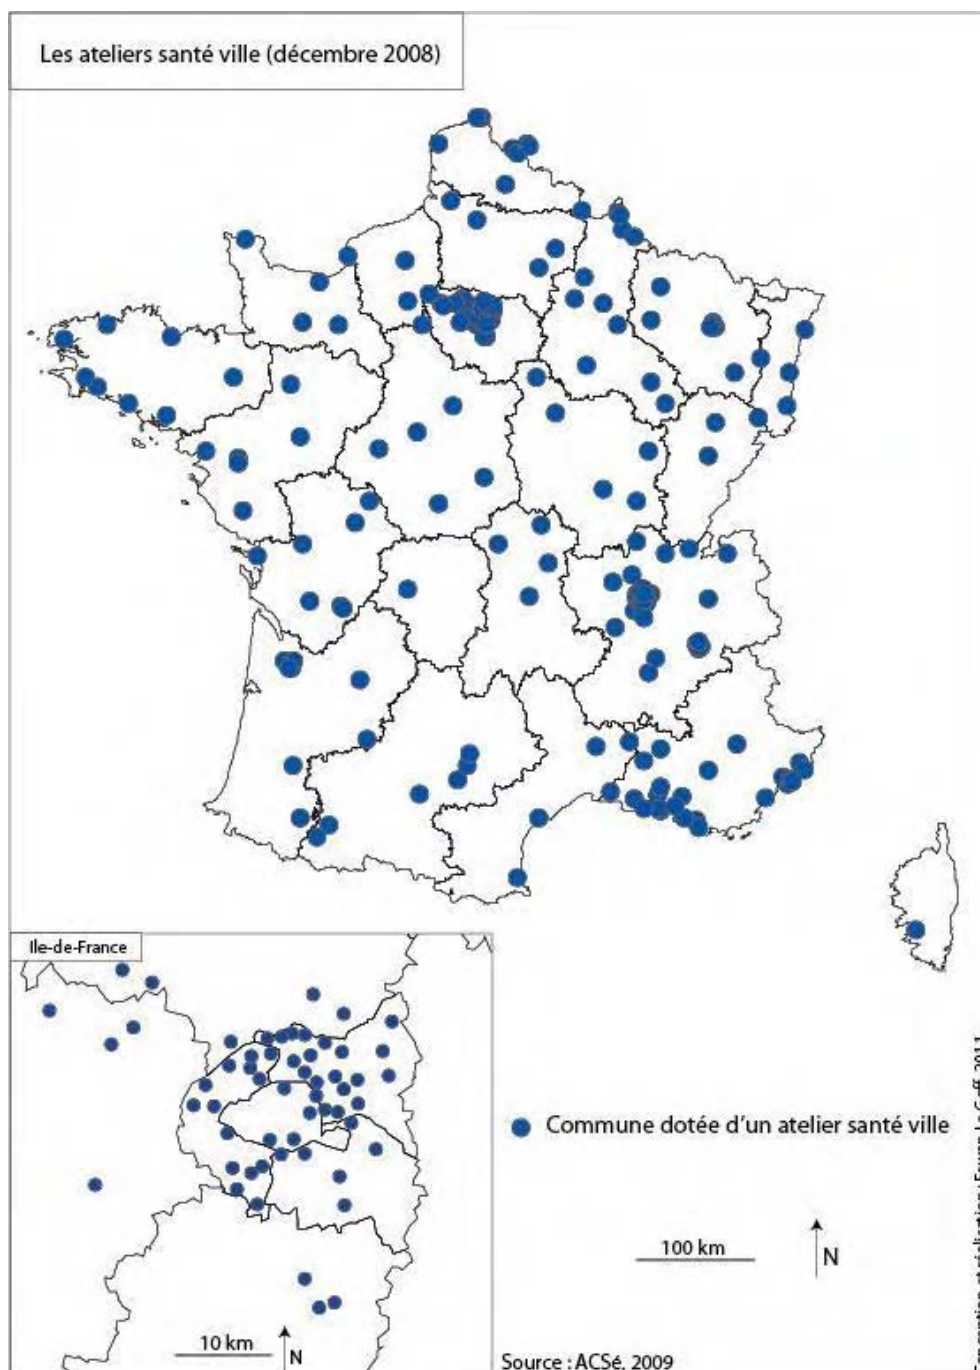 Les ateliers santé ville (décembre 2008)
Ile-de-France
Commune dotée d'un atelier santé ville
100 km
N
10 km
N
Source : ACSé, 2009